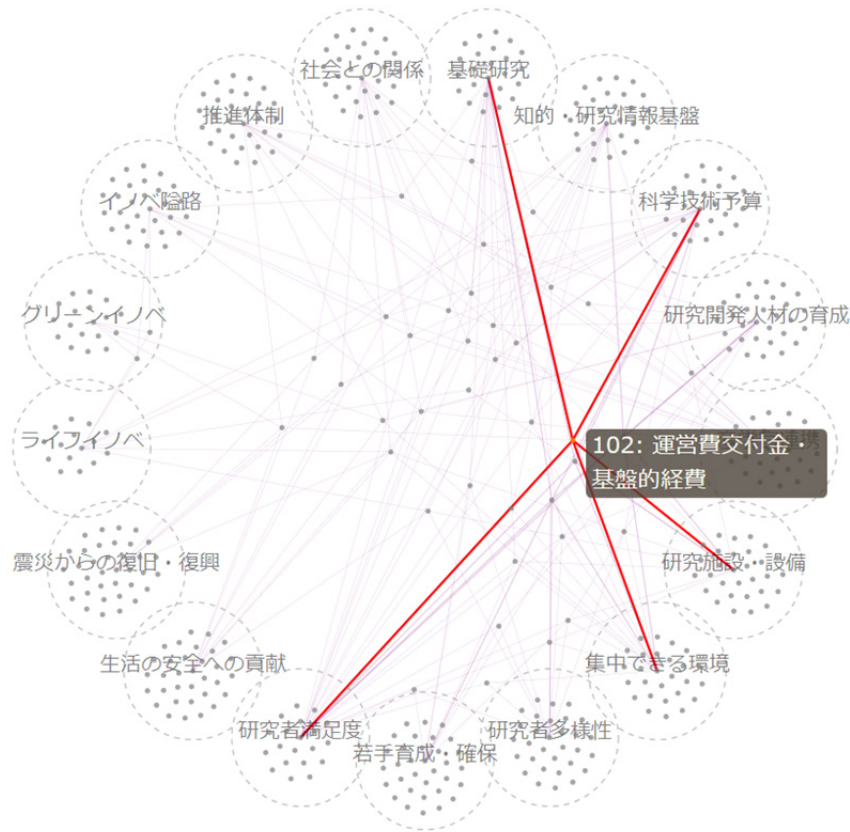 社会との関係
基礎研究
推進体制
知的・研究情報基盤
イノベ隘路
科学技術予算
グリーンイノベ
研究開発人材の育成
ライフイノベ
連携
102: 運営費交付金・
基盤的経費
震災からの復旧・復興
研究施設・設備
生活の安全への貢献
集中できる環境
研究者満足度
研究者多様性
若手育成・確保